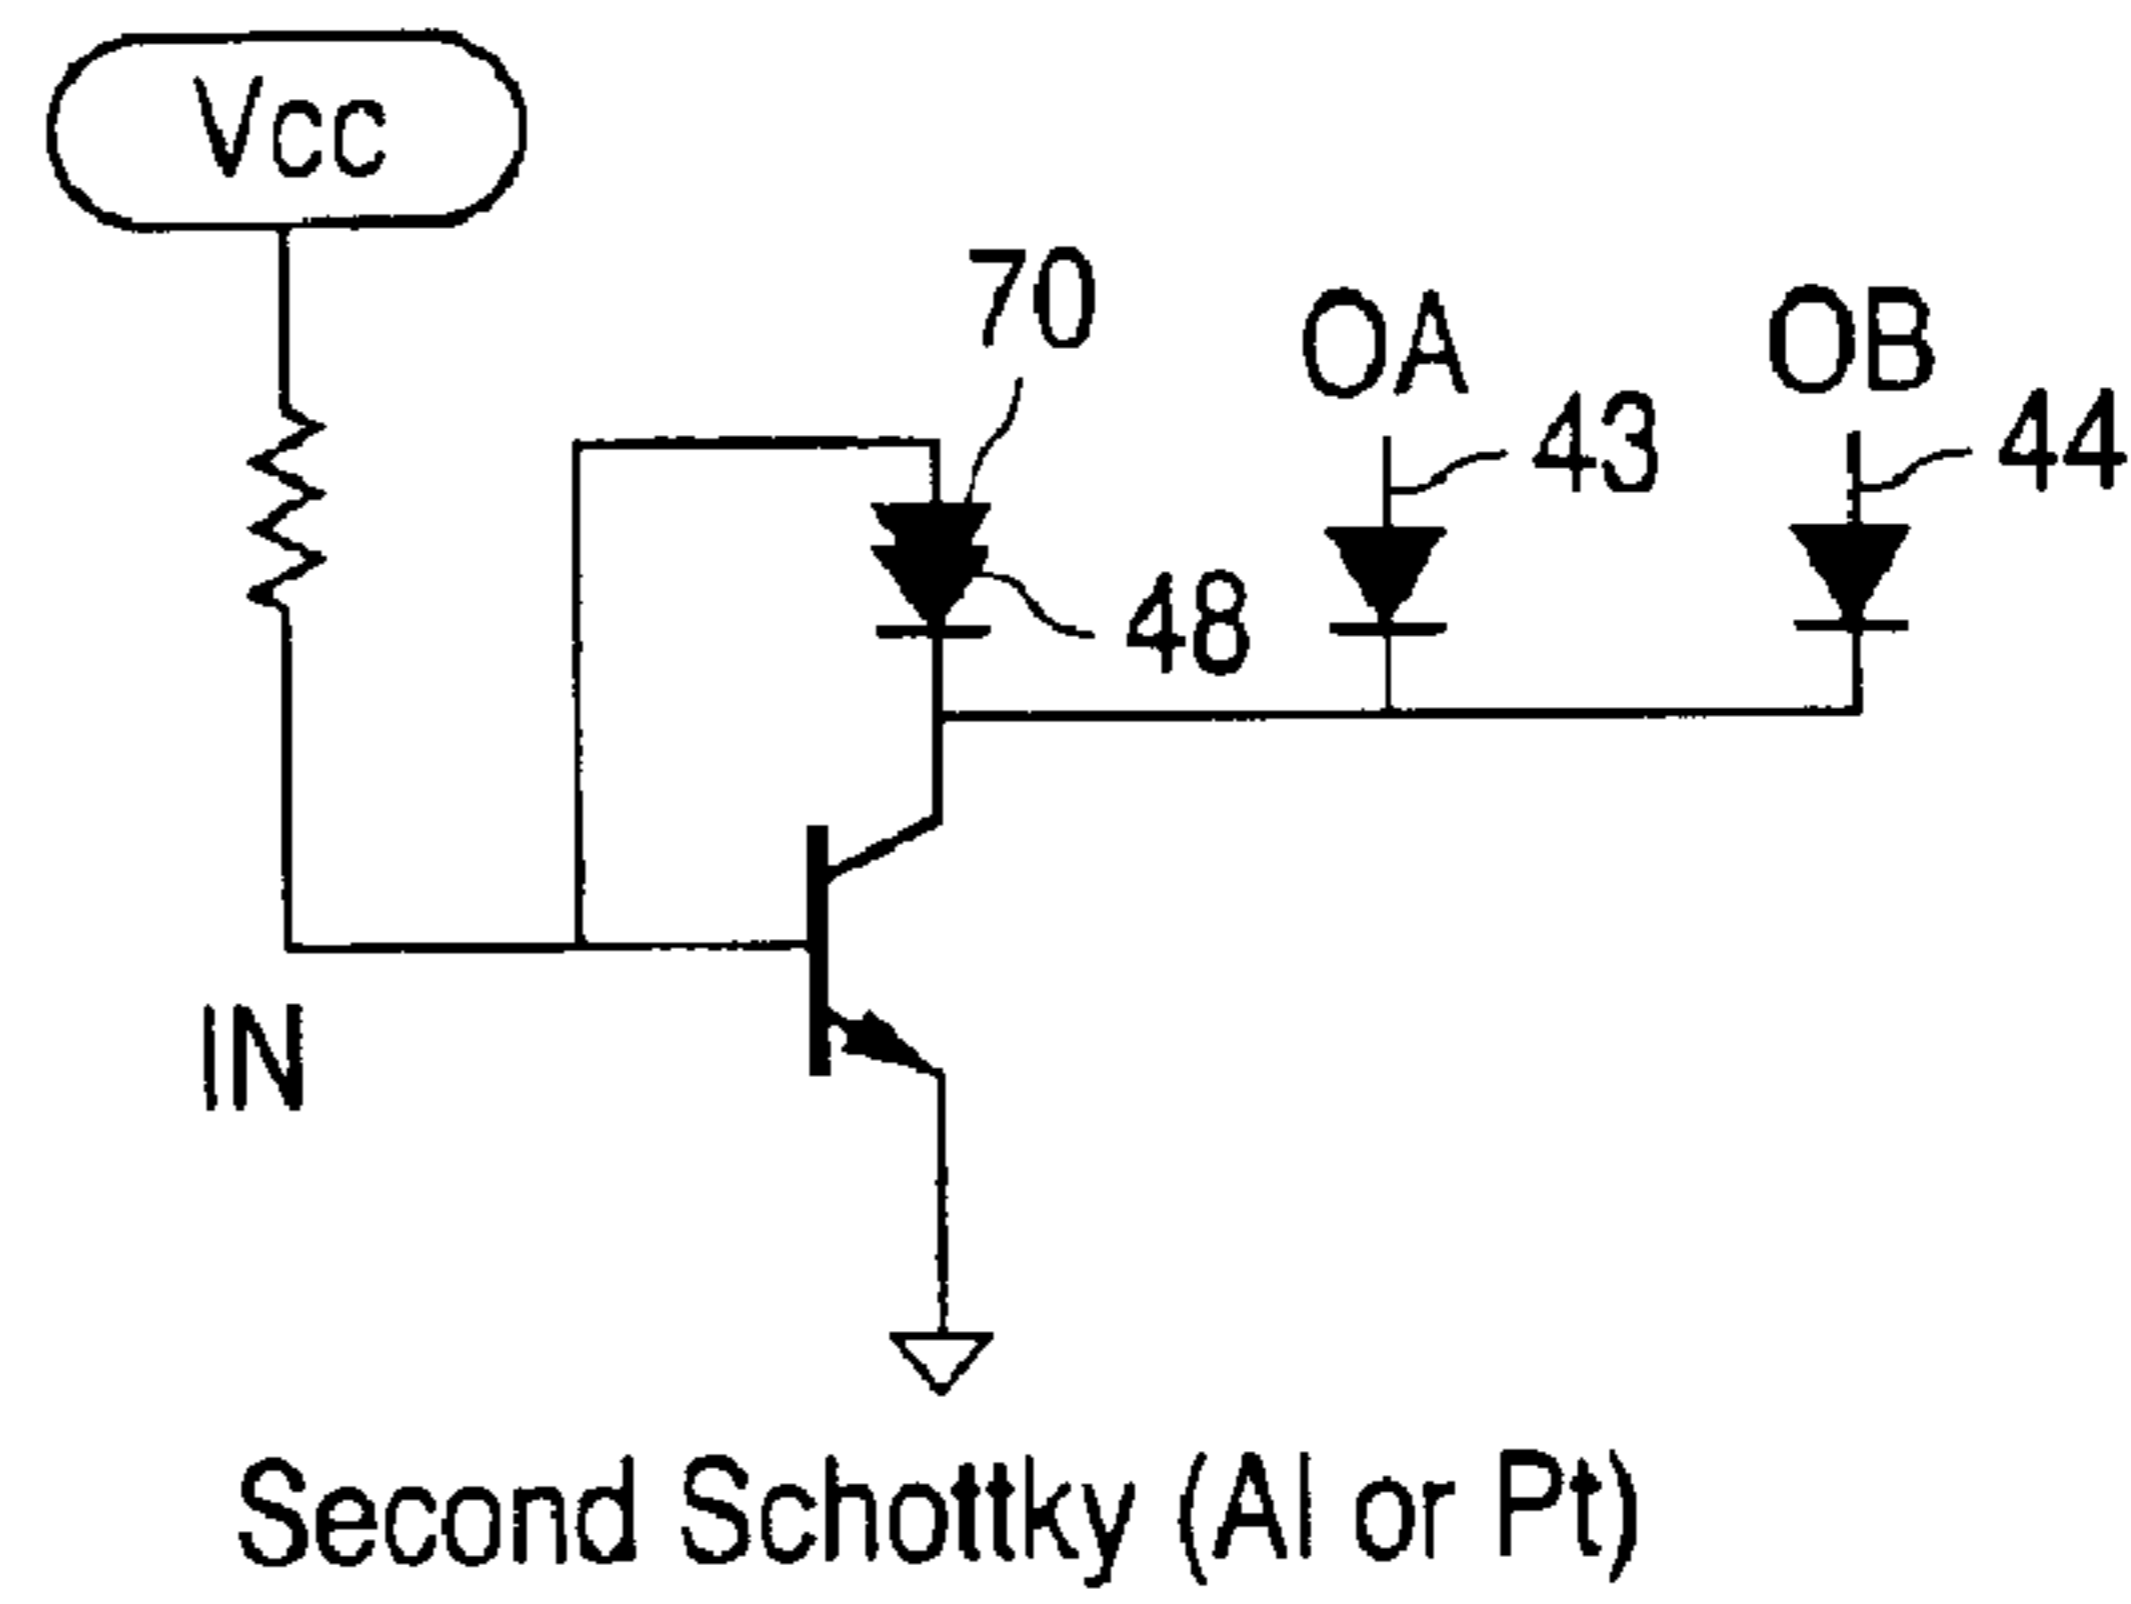 Vcc
70
OA
OB
43
44
48
IN
Second Schottky (Al or Pt)